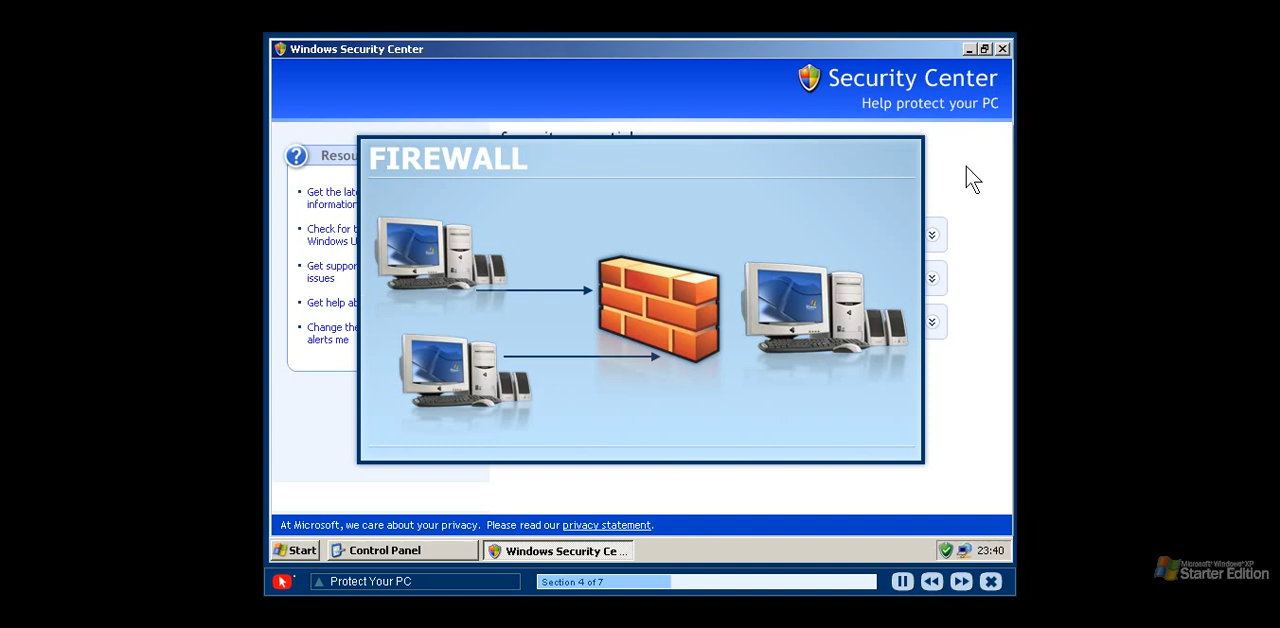 Windows Security Center
Security Center
Help protect your PC
Resou
FIREWALL
Get the late
information
Check for t
Windows U
Get suppor
issues
Get help ab
Change the
alerts me
At Microsoft, we care about your privacy. Please read our privacy statement.
Start
Control Panel
Windows Security Ce ...
23:40
Protect Your PC
Section 4 of 7
Microsoft Windows XP
Starter Edition